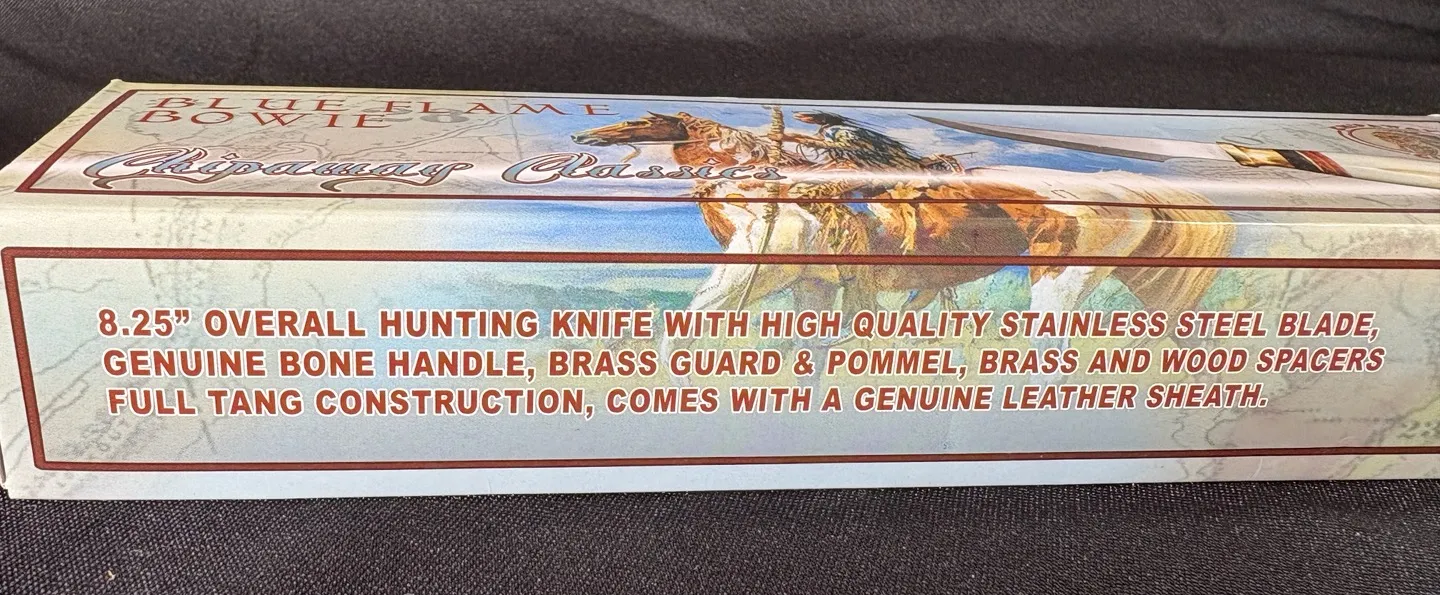 BLUE FLAME
BOWIE
Chipaway Classics
8.25” OVERALL HUNTING KNIFE WITH HIGH QUALITY STAINLESS STEEL BLADE,
GENUINE BONE HANDLE, BRASS GUARD & POMMEL, BRASS AND WOOD SPACERS
FULL TANG CONSTRUCTION, COMES WITH A GENUINE LEATHER SHEATH.